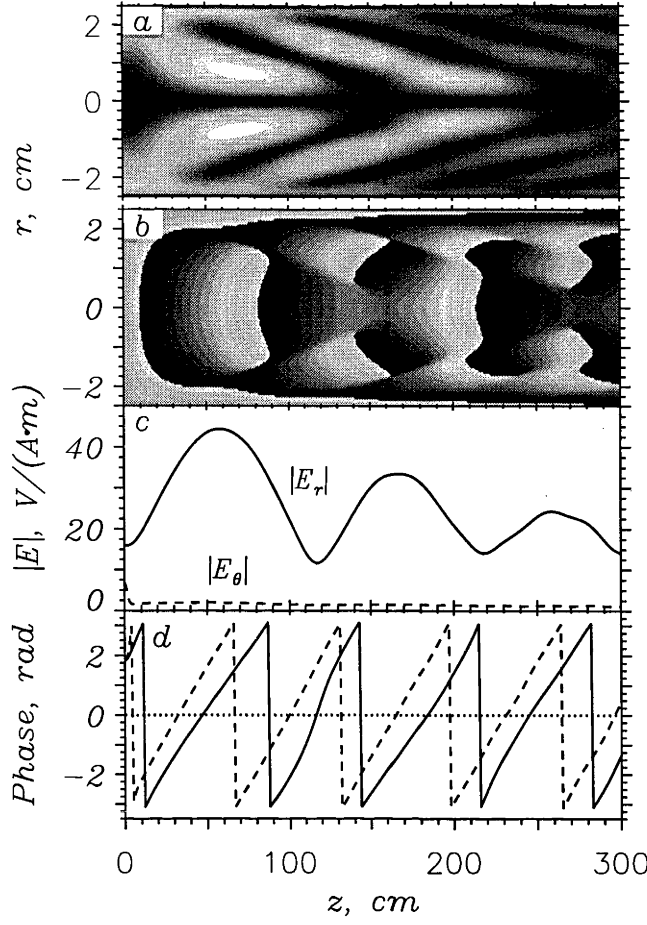 a
2
0
−2
r, cm
b
2
0
−2
c
40
20
0
|E|, V/(A·m)
|E_r|
|E_θ|
d
2
0
−2
Phase, rad
0 100 200 300
z, cm